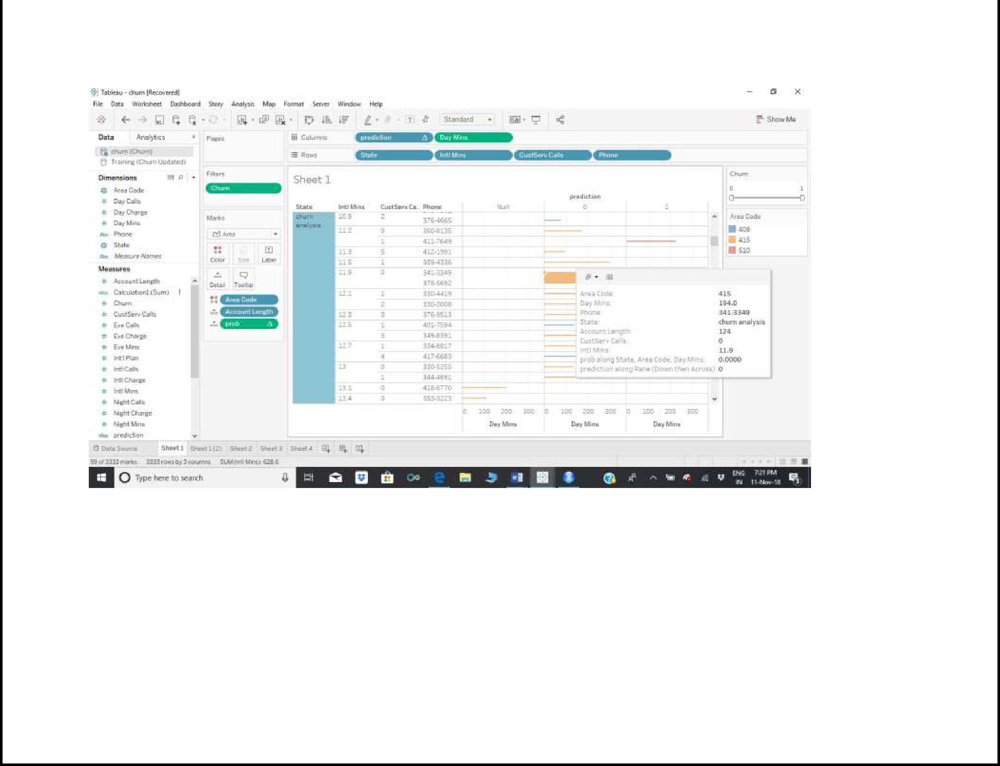 Tableau - churn [Recovered]
File Data Worksheet Dashboard Story Analysis Map Format Server Window Help
Standard
Show Me
Data Analytics
churn (Churn)
Training (Churn Updated)
Dimensions
Area Code
Day Calls
Day Charge
Day Mins
Abc Phone
State
Abc Measure Names
Measures
Account Length
Calculation1 (Sum) !
Churn
CustServ Calls
Eve Calls
Eve Charge
Eve Mins
Int'l Plan
Intl Calls
Intl Charge
Intl Mins
Night Calls
Night Charge
Night Mins
prediction
Pages
Filters
Churn
Marks
Area
Color Size Label
Detail Tooltip
Area Code
Account Length
prob Δ
Columns prediction Δ Day Mins
Rows State Intl Mins CustServ Calls Phone
Sheet 1
prediction
State Intl Mins CustServ Ca.. Phone Null 0 1
churn analysis
10.9 2 376-4665
11.2 0 360-8135
1 411-7649
11.3 5 412-1991
11.5 1 359-4336
11.9 0 341-3349
378-5692
12.1 1 330-4419
2 330-3008
12.3 3 376-9513
12.5 1 401-7594
3 349-8391
12.7 1 354-8817
4 417-6683
13 0 330-5255
1 344-4691
13.1 0 418-6770
13.4 0 353-3223
0 100 200 300 0 100 200 300 0 100 200 300
Day Mins Day Mins Day Mins
Area Code: 415
Day Mins: 194.0
Phone: 341-3349
State: churn analysis
Account Length: 124
CustServ Calls: 0
Intl Mins: 11.9
prob along State, Area Code, Day Mins: 0.0000
prediction along Pane (Down then Across): 0
Churn
0 1
Area Code
408
415
510
Data Source Sheet 1 Sheet 1 (2) Sheet 2 Sheet 3 Sheet 4
99 of 3333 marks 3333 rows by 3 columns SUM(Intl Mins): 628.6
Type here to search
ENG 7:21 PM
IN 11-Nov-18
3